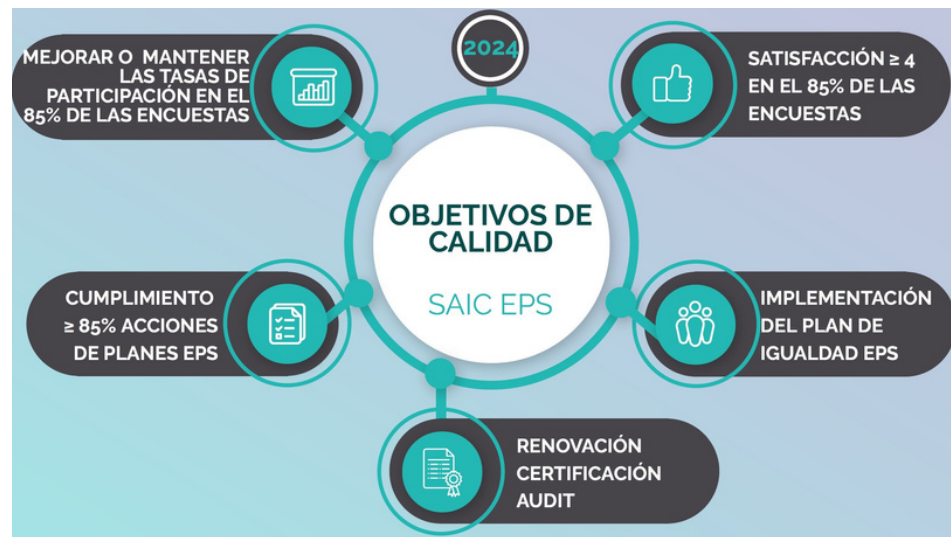 2024
MEJORAR O MANTENER
LAS TASAS DE
PARTICIPACIÓN EN EL
85% DE LAS ENCUESTAS
SATISFACCIÓN ≥ 4
EN EL 85% DE LAS
ENCUESTAS
OBJETIVOS DE
CALIDAD
SAIC EPS
CUMPLIMIENTO
≥ 85% ACCIONES
DE PLANES EPS
IMPLEMENTACIÓN
DEL PLAN DE
IGUALDAD EPS
RENOVACIÓN
CERTIFICACIÓN
AUDIT